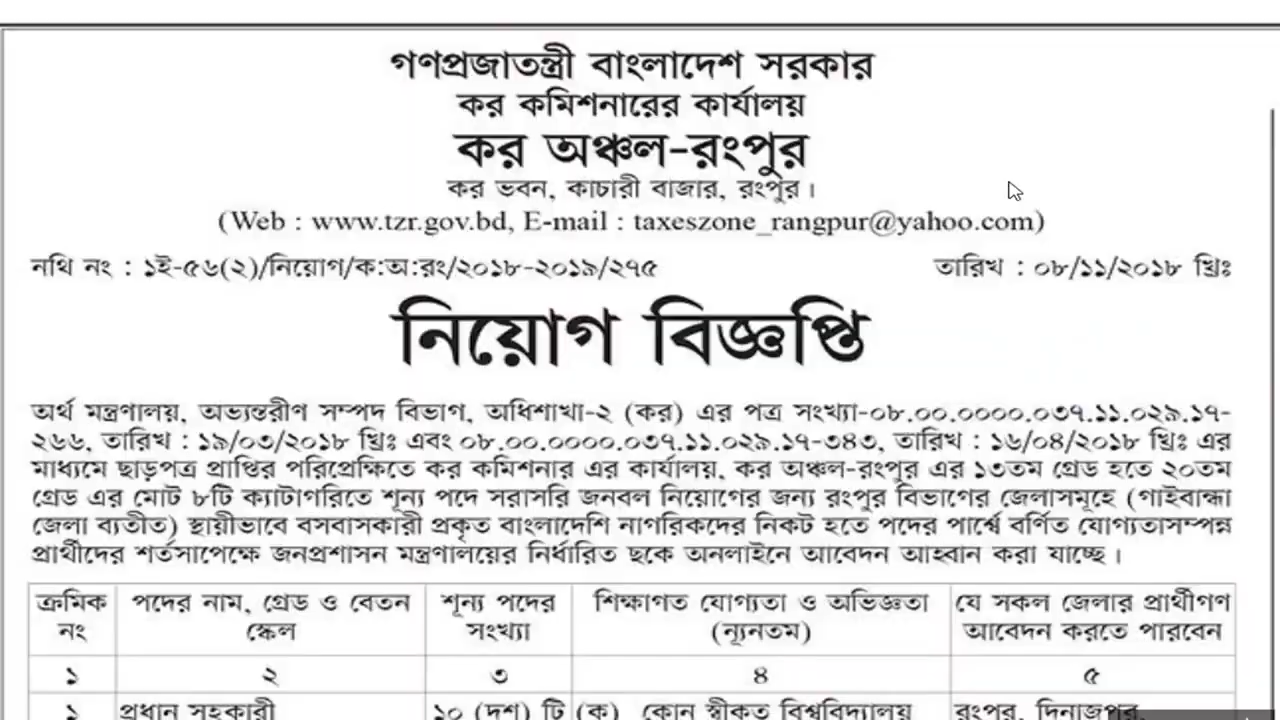 গণপ্রজাতন্ত্রী বাংলাদেশ সরকার
কর কমিশনারের কার্যালয়
কর অঞ্চল-রংপুর
কর ভবন, কাচারী বাজার, রংপুর।
(Web : www.tzr.gov.bd, E-mail : taxeszone_rangpur@yahoo.com)
নথি নং : ১ই-৫৬(২)/নিয়োগ/ক:অ:রং/২০১৮-২০১৯/২৭৫ তারিখ : ০৮/১১/২০১৮ খ্রিঃ
নিয়োগ বিজ্ঞপ্তি
অর্থ মন্ত্রণালয়, অভ্যন্তরীণ সম্পদ বিভাগ, অধিশাখা-২ (কর) এর পত্র সংখ্যা-০৮.০০.০০০০.০৩৭.১১.০২৯.১৭-
২৬৬, তারিখ : ১৯/০৩/২০১৮ খ্রিঃ এবং ০৮.০০.০০০০.০৩৭.১১.০২৯.১৭-৩৪৩, তারিখ : ১৬/০৪/২০১৮ খ্রিঃ এর
মাধ্যমে ছাড়পত্র প্রাপ্তির পরিপ্রেক্ষিতে কর কমিশনার এর কার্যালয়, কর অঞ্চল-রংপুর এর ১৩তম গ্রেড হতে ২০তম
গ্রেড এর মোট ৮টি ক্যাটাগরিতে শূন্য পদে সরাসরি জনবল নিয়োগের জন্য রংপুর বিভাগের জেলাসমূহে (গাইবান্ধা
জেলা ব্যতীত) স্থায়ীভাবে বসবাসকারী প্রকৃত বাংলাদেশি নাগরিকদের নিকট হতে পদের পার্শ্বে বর্ণিত যোগ্যতাসম্পন্ন
প্রার্থীদের শর্তসাপেক্ষে জনপ্রশাসন মন্ত্রণালয়ের নির্ধারিত ছকে অনলাইনে আবেদন আহবান করা যাচ্ছে।
ক্রমিক নং পদের নাম, গ্রেড ও বেতন স্কেল শূন্য পদের সংখ্যা শিক্ষাগত যোগ্যতা ও অভিজ্ঞতা (ন্যূনতম) যে সকল জেলার প্রার্থীগণ আবেদন করতে পারবেন
১ ২ ৩ ৪ ৫
১ প্রধান সহকারী ১০ (দশ) টি (ক) কোন স্বীকৃত বিশ্ববিদ্যালয় রংপুর, দিনাজপুর,